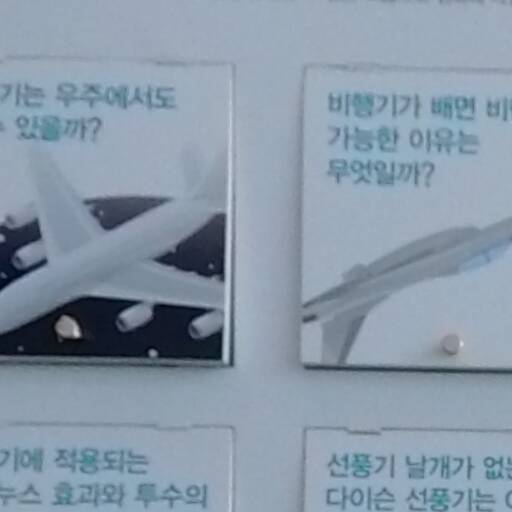 기는 우주에서도
있을까?
비행기가 배면
가능한 이유는
무엇일까?
기에 적용되는
누스 효과와 투수의
선풍기 날개가
다이슨 선풍기는